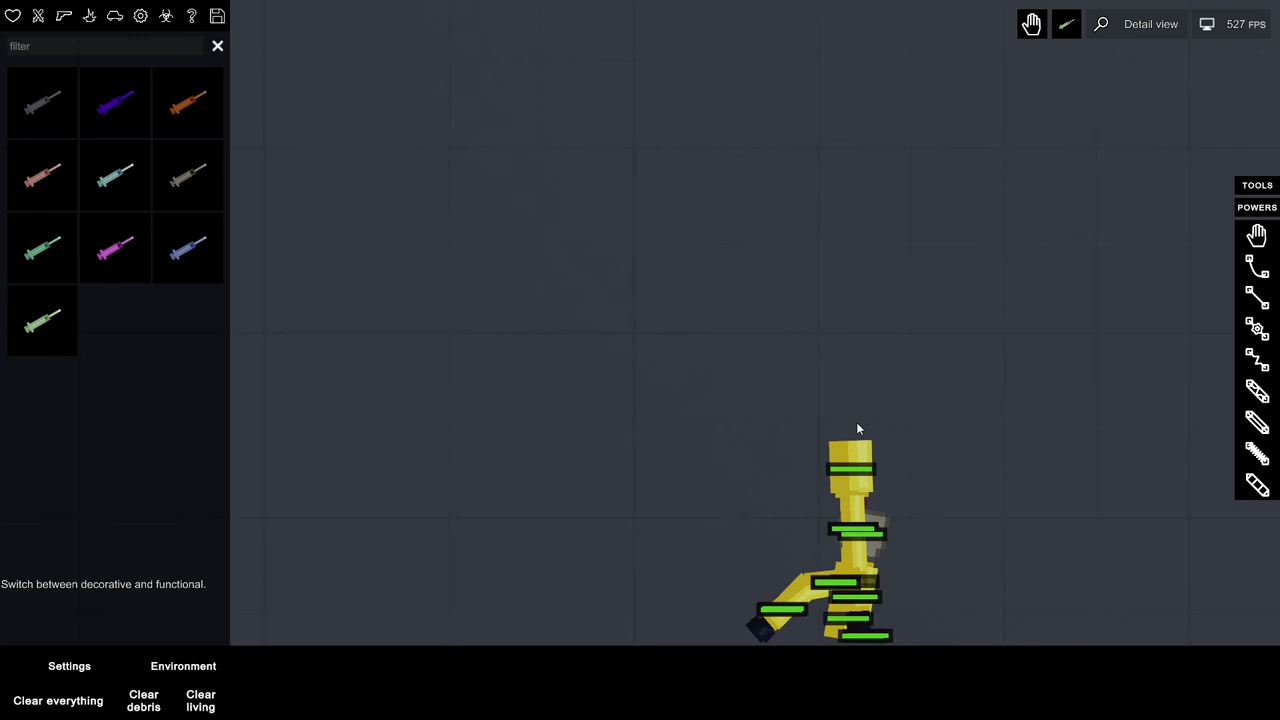 filter
Detail view
527 FPS
TOOLS
POWERS
Switch between decorative and functional.
Settings
Environment
Clear everything
Clear debris
Clear living